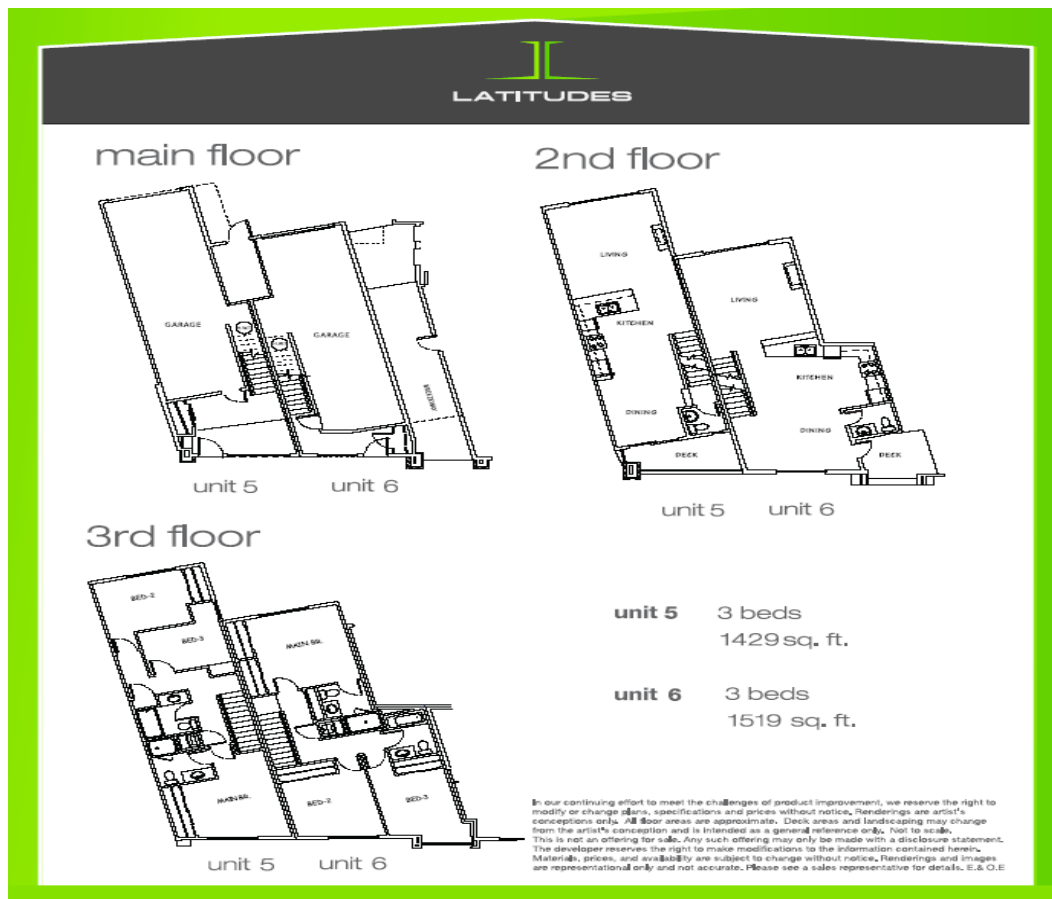 LATITUDES
main floor
2nd floor
GARAGE
GARAGE
unit 5
unit 6
LIVING
LIVING
KITCHEN
KITCHEN
DINING
DINING
DECK
DECK
unit 5
unit 6
3rd floor
BED-2
BED-3
MAIN BR.
MAIN BR.
BED-2
BED-3
unit 5
unit 6
unit 5 3 beds
1429 sq. ft.
unit 6 3 beds
1519 sq. ft.
In our continuing effort to meet the challenges of product improvement, we reserve the right to
modify or change plans, specifications and prices without notice. Renderings are artist's
conceptions only. All floor areas are approximate. Deck areas and landscaping may change
from the artist's conception and is intended as a general reference only. Not to scale.
This is not an offering for sale. Any such offering may only be made with a disclosure statement.
The developer reserves the right to make modifications to the information contained herein.
Materials, prices, and availability are subject to change without notice. Renderings and images
are representational only and not accurate. Please see a sales representative for details. E.& O.E